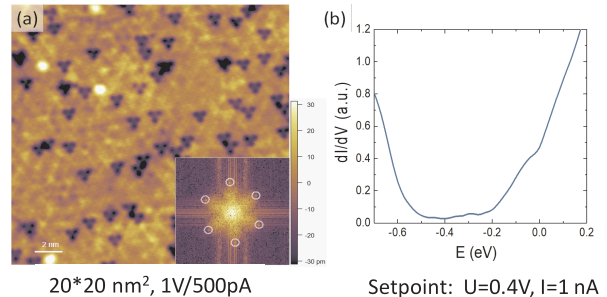 (a)
30
20
10
0
-10
-20
-30 pm
2 nm
20*20 nm², 1V/500pA
(b)
1.2
1.0
0.8
0.6
0.4
0.2
0.0
dI/dV (a.u.)
-0.6 -0.4 -0.2 0.0 0.2
E (eV)
Setpoint: U=0.4V, I=1 nA